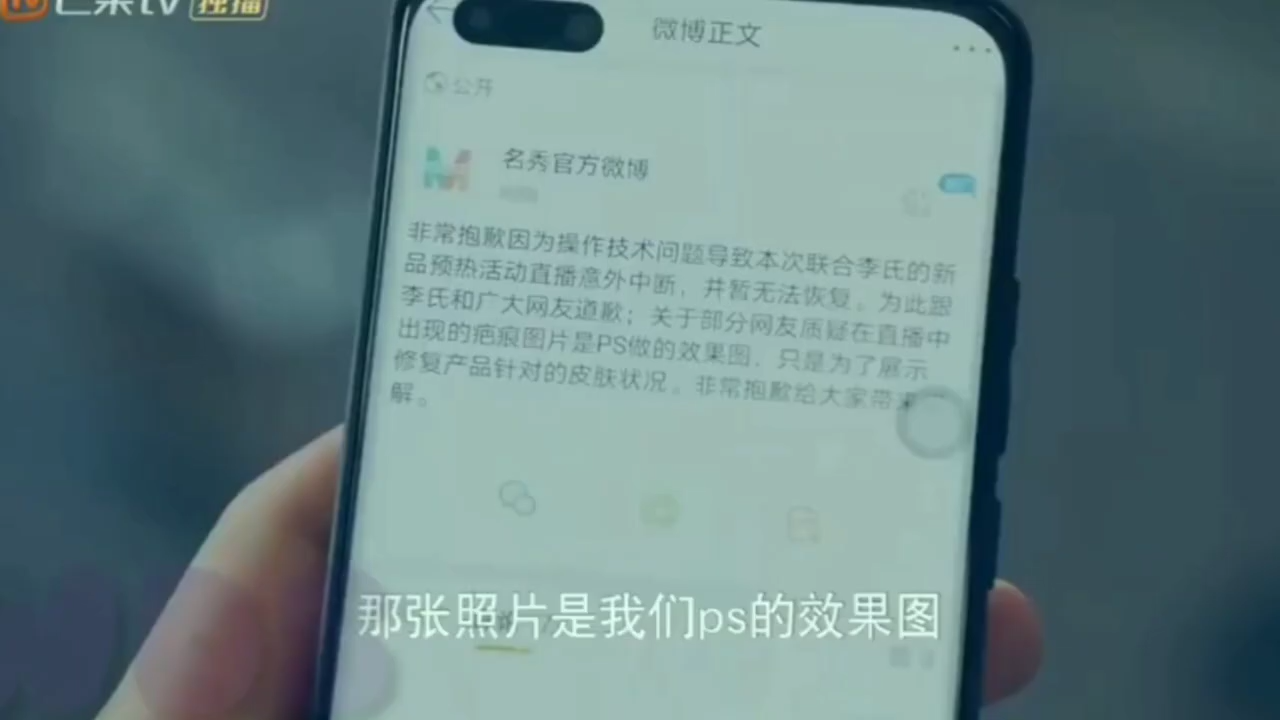 芒果tv 独播
微博正文
公开
名秀官方微博
非常抱歉因为操作技术问题导致本次联合李氏的新
品预热活动直播意外中断，并暂无法恢复。为此跟
李氏和广大网友道歉；关于部分网友质疑在直播中
出现的疤痕图片是PS做的效果图，只是为了展示
修复产品针对的皮肤状况。非常抱歉给大家带来
解。
那张照片是我们ps的效果图